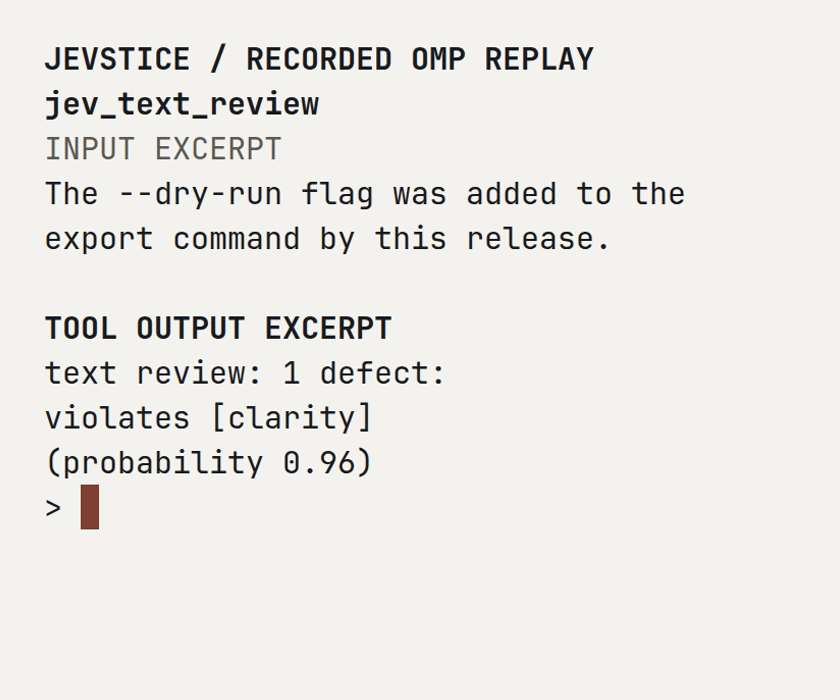 JEVSTICE / RECORDED OMP REPLAY
jev_text_review
INPUT EXCERPT
The --dry-run flag was added to the
export command by this release.
TOOL OUTPUT EXCERPT
text review: 1 defect:
violates [clarity]
(probability 0.96)
>